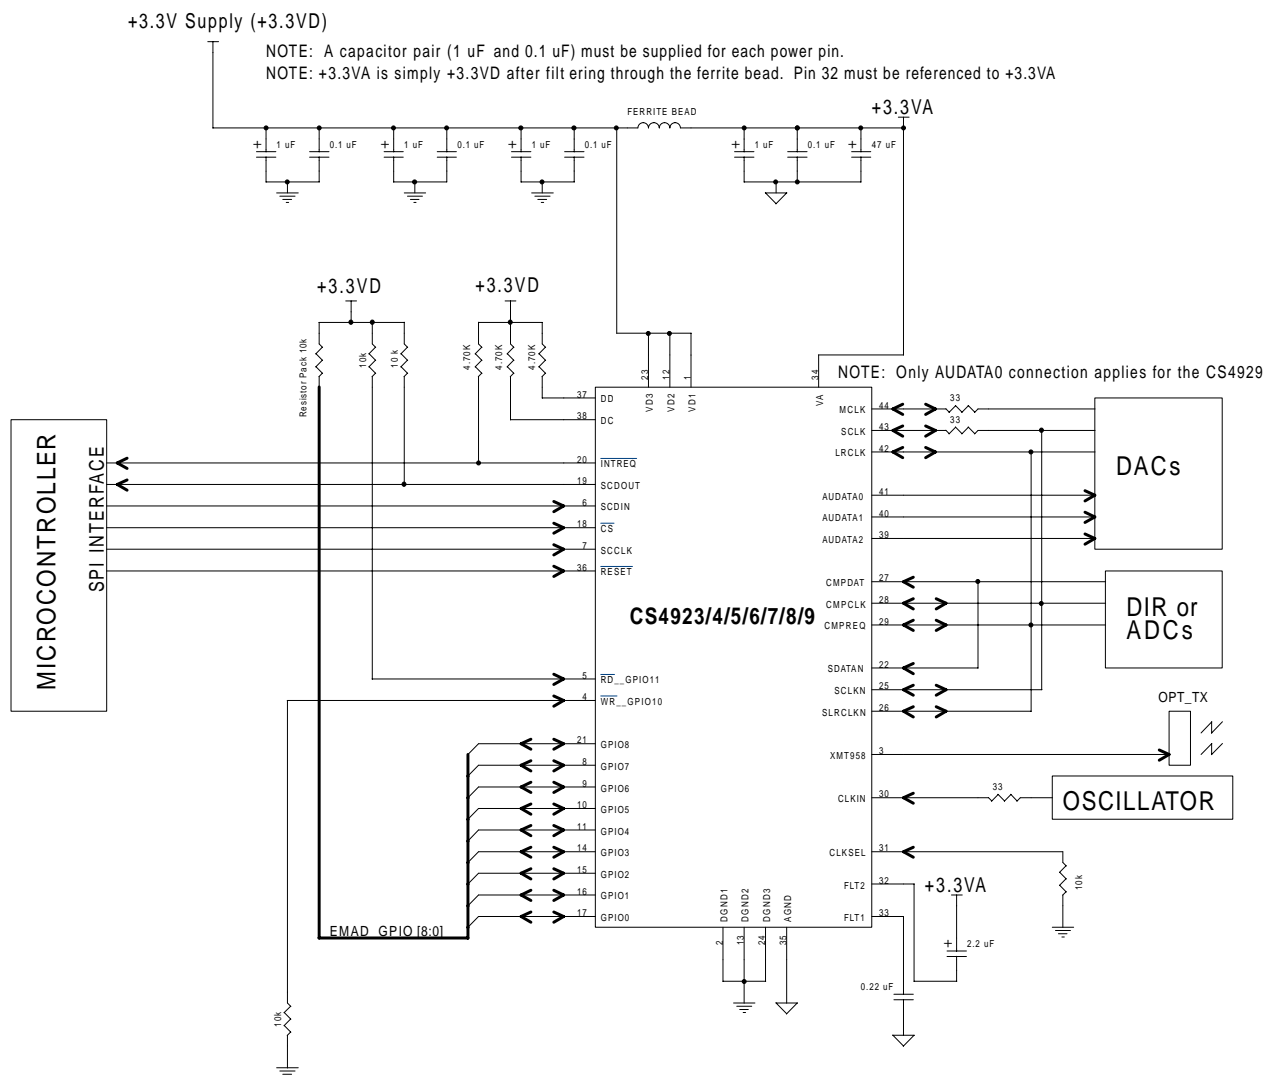 +3.3V Supply (+3.3VD)
NOTE: A capacitor pair (1 uF and 0.1 uF) must be supplied for each power pin.
NOTE: +3.3VA is simply +3.3VD after filt ering through the ferrite bead. Pin 32 must be referenced to +3.3VA
FERRITE BEAD
+3.3VA
+ 1 uF
0.1 uF
+ 1 uF
0.1 uF
+ 1 uF
0.1 uF
+ 1 uF
0.1 uF
+ 47 uF
+3.3VD
+3.3VD
Resistor Pack 10k
10k
10 k
4.70K
4.70K
4.70K
23
12
1
34
VD3
VD2
VD1
VA
NOTE: Only AUDATA0 connection applies for the CS4929
MICROCONTROLLER
SPI INTERFACE
37 DD
38 DC
20 INTREQ
19 SCDOUT
6 SCDIN
18 CS
7 SCCLK
36 RESET
5 RD__GPIO11
4 WR__GPIO10
21 GPIO8
8 GPIO7
9 GPIO6
10 GPIO5
11 GPIO4
14 GPIO3
15 GPIO2
16 GPIO1
17 GPIO0
EMAD_GPIO [8:0]
10k
CS4923/4/5/6/7/8/9
MCLK 44 33
SCLK 43 33
LRCLK 42
AUDATA0 41
AUDATA1 40
AUDATA2 39
DACs
CMPDAT 27
CMPCLK 28
CMPREQ 29
DIR or
ADCs
SDATAN 22
SCLKN 25
SLRCLKN 26
OPT_TX
XMT958 3
CLKIN 30 33
OSCILLATOR
CLKSEL 31
10k
FLT2 32
+3.3VA
FLT1 33
+ 2.2 uF
0.22 uF
DGND1
DGND2
DGND3
AGND
2
13
24
35